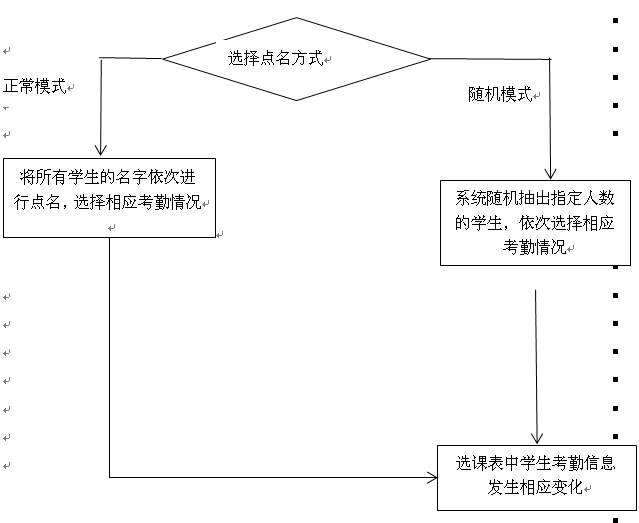 选择点名方式
正常模式
随机模式
将所有学生的名字依次进
行点名，选择相应考勤情况
系统随机抽出指定人数
的学生，依次选择相应
考勤情况
选课表中学生考勤信息
发生相应变化